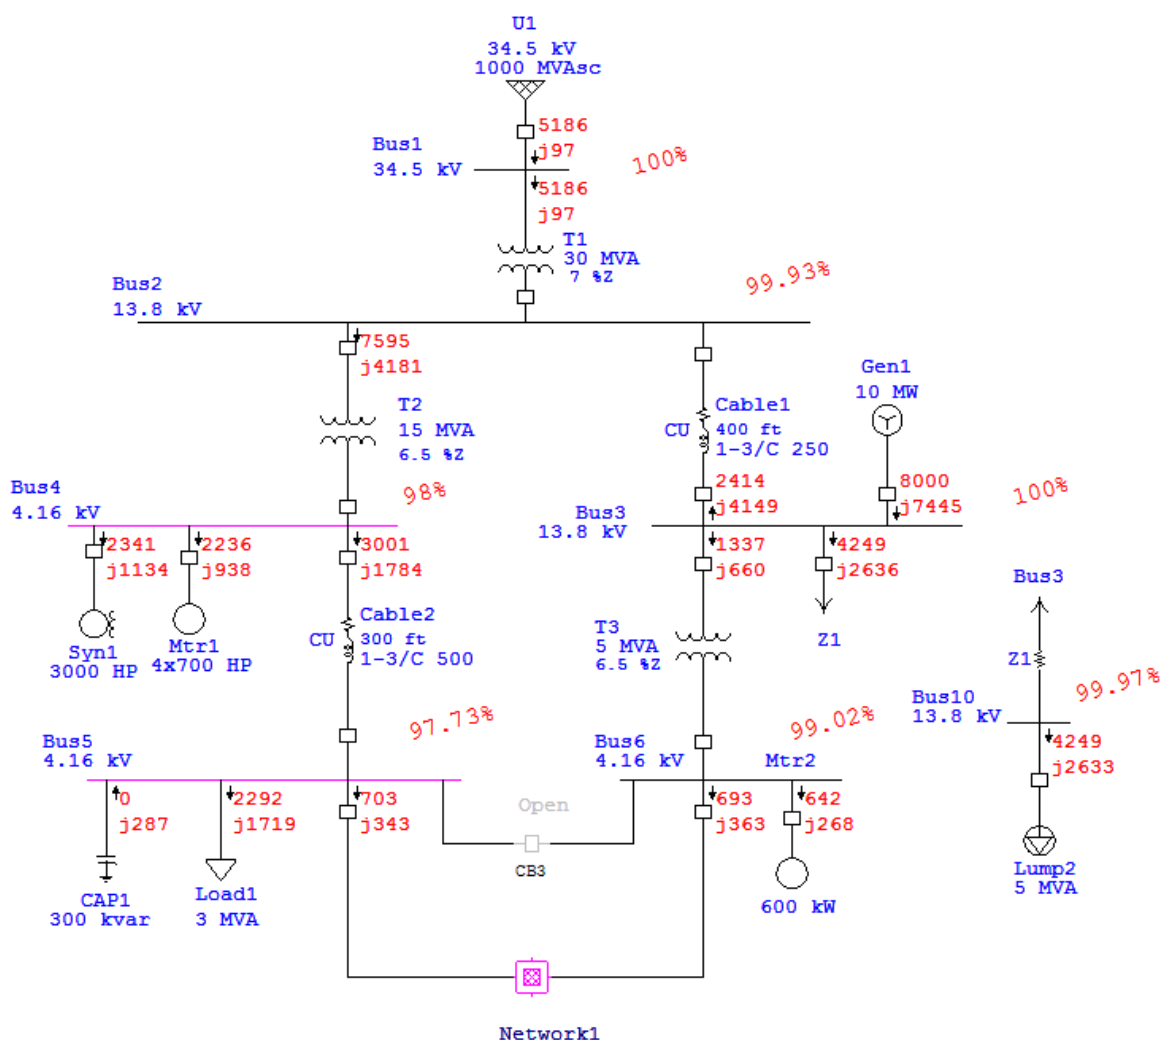 U1
34.5 kV
1000 MVAsc
5186
j97
Bus1
34.5 kV
100%
5186
j97
T1
30 MVA
7 %Z
Bus2
13.8 kV
99.93%
7595
j4181
T2
15 MVA
6.5 %Z
Cable1
CU
400 ft
1-3/C 250
Gen1
10 MW
2414
j4149
8000
j7445
100%
Bus4
4.16 kV
98%
Bus3
13.8 kV
2341
j1134
2236
j938
3001
j1784
1337
j660
4249
j2636
Syn1
3000 HP
Mtr1
4x700 HP
Cable2
CU
300 ft
1-3/C 500
T3
5 MVA
6.5 %Z
Z1
Bus3
Z1
Bus10
13.8 kV
99.97%
4249
j2633
Lump2
5 MVA
Bus5
4.16 kV
97.73%
Bus6
4.16 kV
99.02%
Mtr2
0
j287
2292
j1719
703
j343
Open
CB3
693
j363
642
j268
CAP1
300 kvar
Load1
3 MVA
600 kW
Network1